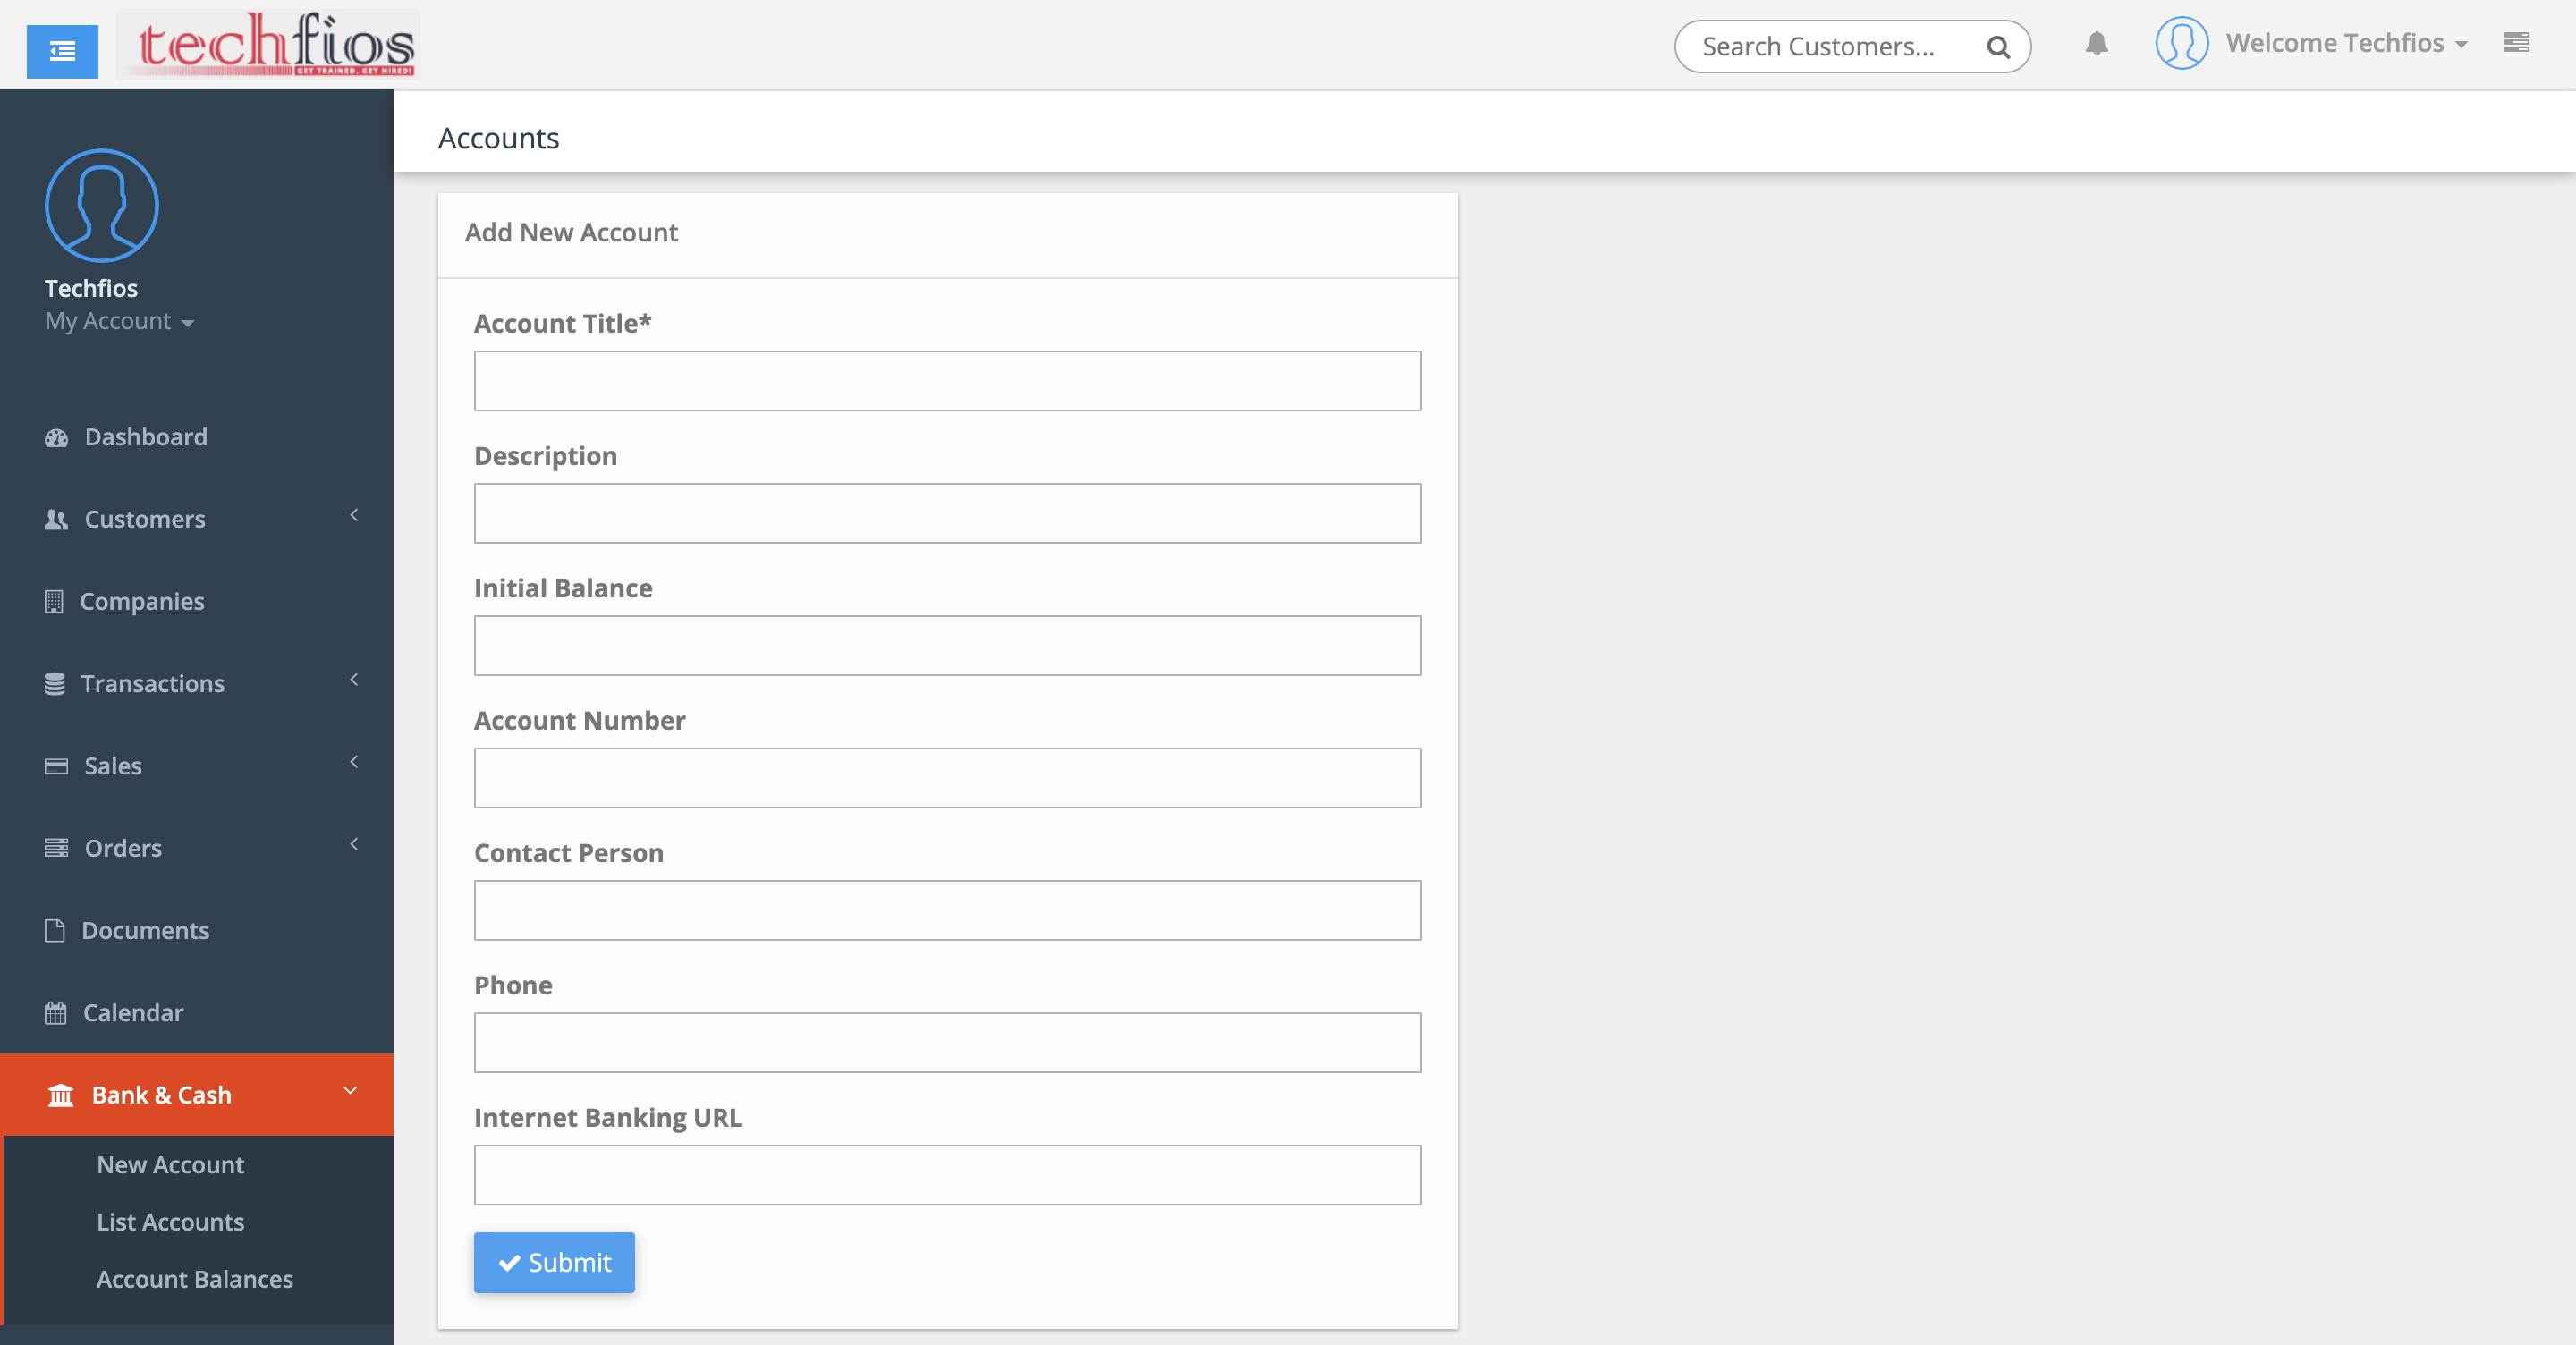 techfios
GET TRAINED. GET HIRED!
Search Customers...
Welcome Techfios
Techfios
My Account
Dashboard
Customers
Companies
Transactions
Sales
Orders
Documents
Calendar
Bank & Cash
New Account
List Accounts
Account Balances
Accounts
Add New Account
Account Title*
Description
Initial Balance
Account Number
Contact Person
Phone
Internet Banking URL
Submit